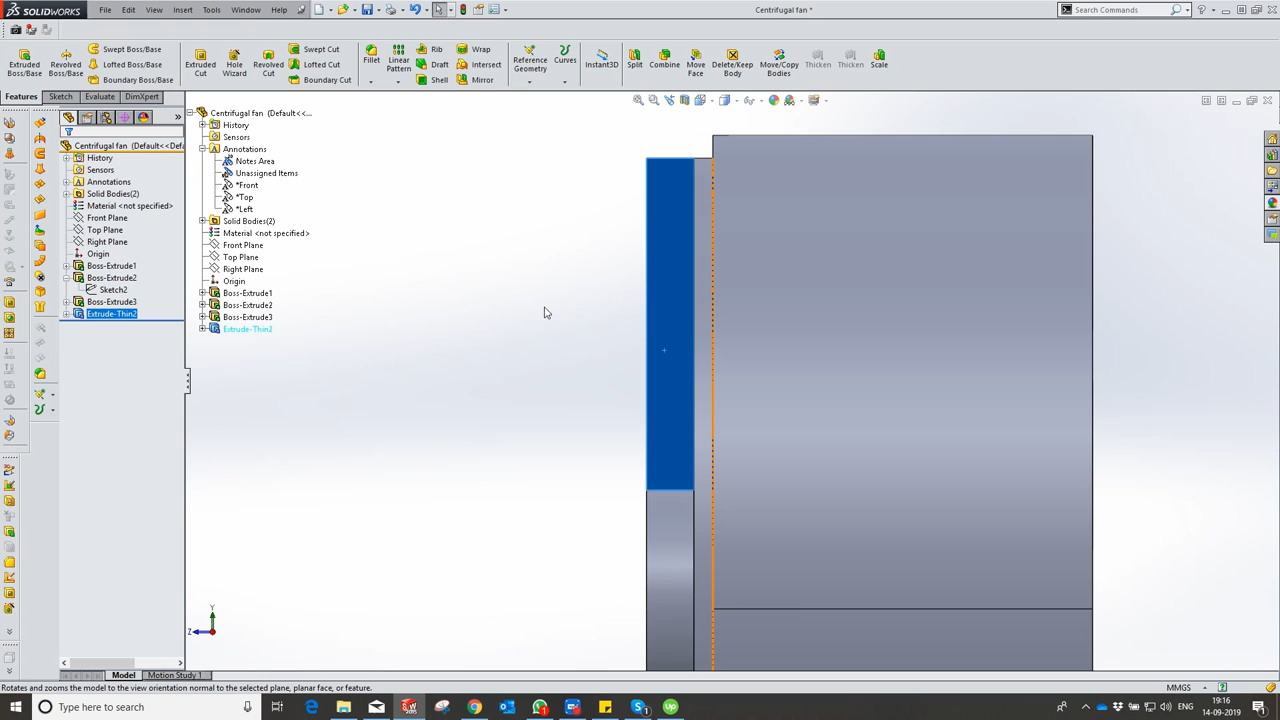 SOLIDWORKS File Edit View Insert Tools Window Help Centrifugal fan * Search Commands
Extruded Boss/Base Revolved Boss/Base Swept Boss/Base Lofted Boss/Base Boundary Boss/Base Extruded Cut Hole Wizard Revolved Cut Swept Cut Lofted Cut Boundary Cut Fillet Linear Pattern Rib Draft Shell Wrap Intersect Mirror Reference Geometry Curves Instant3D Split Combine Move Face Delete/Keep Body Move/Copy Bodies Thicken Thicken Scale
Features Sketch Evaluate DimXpert
Centrifugal fan (Default<<Def
History
Sensors
Annotations
Solid Bodies(2)
Material <not specified>
Front Plane
Top Plane
Right Plane
Origin
Boss-Extrude1
Boss-Extrude2
Sketch2
Boss-Extrude3
Extrude-Thin2
Centrifugal fan (Default<<...
History
Sensors
Annotations
Notes Area
Unassigned Items
*Front
*Top
*Left
Solid Bodies(2)
Material <not specified>
Front Plane
Top Plane
Right Plane
Origin
Boss-Extrude1
Boss-Extrude2
Boss-Extrude3
Extrude-Thin2
Y
Z
Model Motion Study 1
Rotates and zooms the model to the view orientation normal to the selected plane, planar face, or feature. MMGS
Type here to search ENG 19:16
14-09-2019